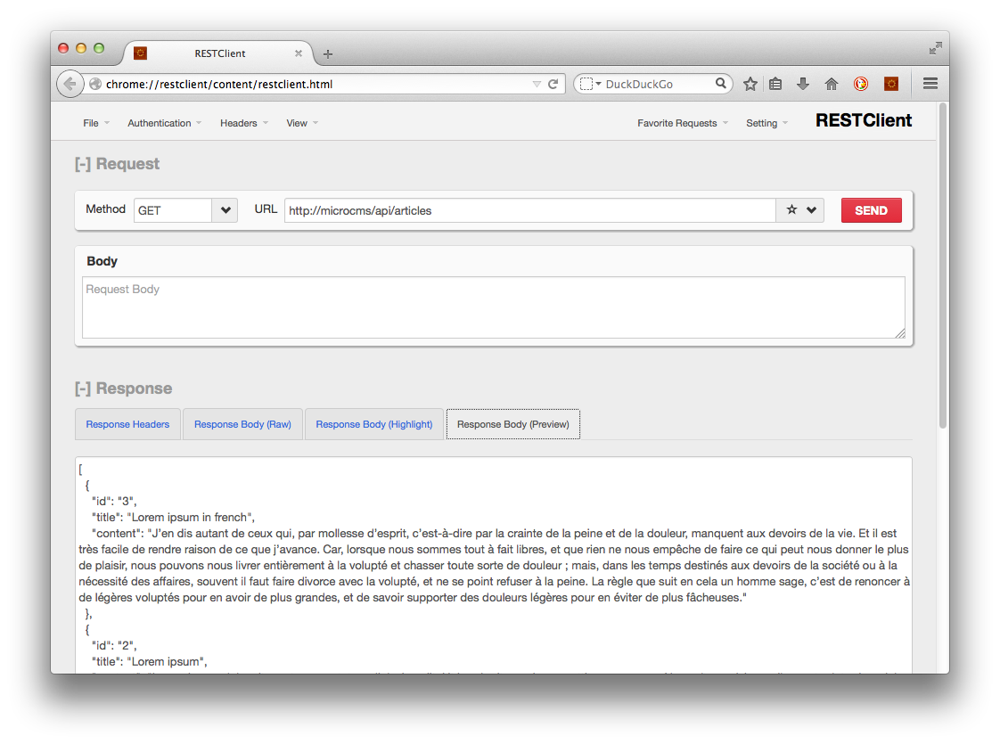 RESTClient
chrome://restclient/content/restclient.html
DuckDuckGo
File Authentication Headers View Favorite Requests Setting RESTClient
[-] Request
Method GET URL http://microcms/api/articles SEND
Body
Request Body
[-] Response
Response Headers Response Body (Raw) Response Body (Highlight) Response Body (Preview)
[
{
"id": "3",
"title": "Lorem ipsum in french",
"content": "J’en dis autant de ceux qui, par mollesse d’esprit, c’est-à-dire par la crainte de la peine et de la douleur, manquent aux devoirs de la vie. Et il est
très facile de rendre raison de ce que j’avance. Car, lorsque nous sommes tout à fait libres, et que rien ne nous empêche de faire ce qui peut nous donner le plus
de plaisir, nous pouvons nous livrer entièrement à la volupté et chasser toute sorte de douleur ; mais, dans les temps destinés aux devoirs de la société ou à la
nécessité des affaires, souvent il faut faire divorce avec la volupté, et ne se point refuser à la peine. La règle que suit en cela un homme sage, c’est de renoncer à
de légères voluptés pour en avoir de plus grandes, et de savoir supporter des douleurs légères pour en éviter de plus fâcheuses."
},
{
"id": "2",
"title": "Lorem ipsum",